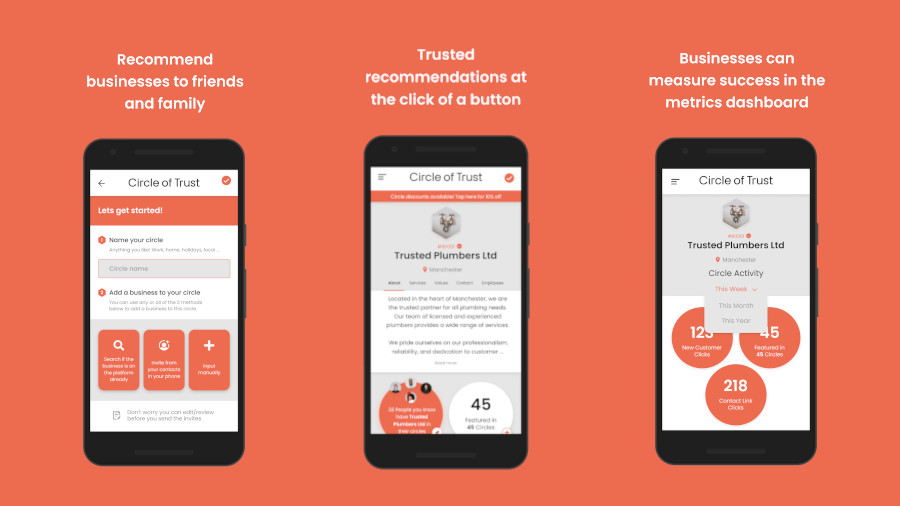 Recommend
businesses to friends
and family
Circle of Trust
Lets get started!
1 Name your circle
Anything you like! Work, home, holidays, local ...
Circle name
Add a business to your circle
You can use any or all of the 3 methods
below to add a business to this circle
Search if the
business is on
the platform
already
Invite from
your contacts
in your phone
Input
manually
Don't worry you can edit/review
before you send the invites
Trusted
recommendations at
the click of a button
Circle of Trust
Circle discounts available! Tap here for 10% off
Trusted Plumbers Ltd
Manchester
About Services Values Contact Employees
Located in the heart of Manchester, we are
the trusted partner for all plumbing needs.
Our team of licensed and experienced
plumbers provides a wide range of services.
We pride ourselves on our professionalism,
reliability, and dedication to customer ...
Read more
33 People you know
have Trusted
Plumbers Ltd in
their circles
45
Featured in
45 Circles
Businesses can
measure success in the
metrics dashboard
Circle of Trust
Trusted Plumbers Ltd
Manchester
Circle Activity
This Week
This Month
This Year
123
New Customer
Clicks
45
Featured in
45 Circles
218
Contact Link
Clicks